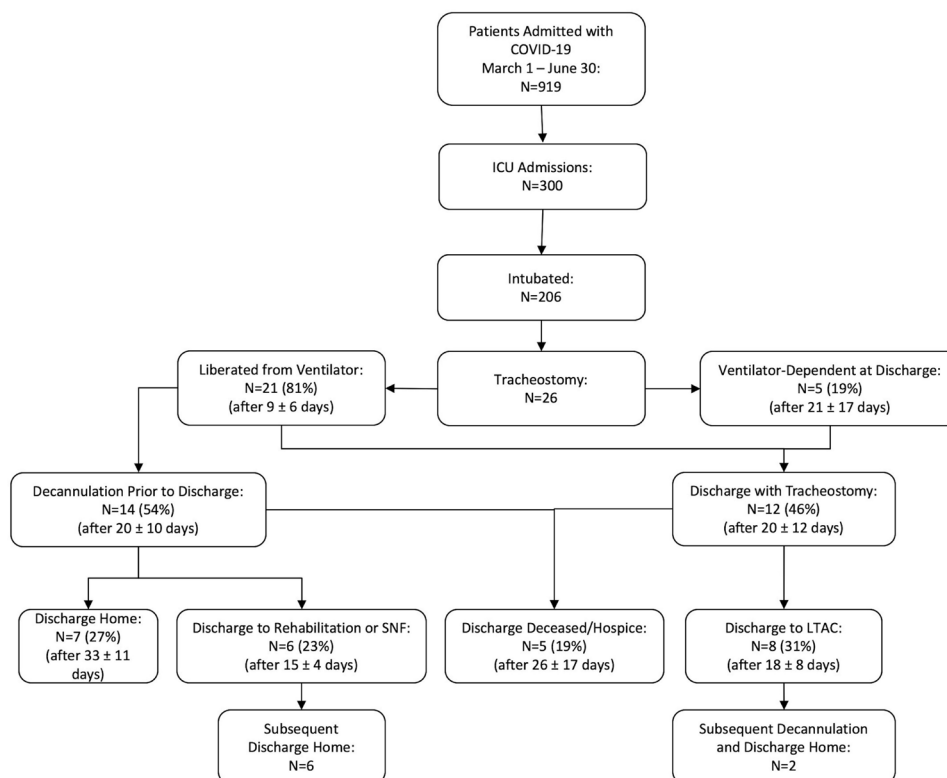 Patients Admitted with
COVID-19
March 1 – June 30:
N=919
ICU Admissions:
N=300
Intubated:
N=206
Liberated from Ventilator:
N=21 (81%)
(after 9 ± 6 days)
Tracheostomy:
N=26
Ventilator-Dependent at Discharge:
N=5 (19%)
(after 21 ± 17 days)
Decannulation Prior to Discharge:
N=14 (54%)
(after 20 ± 10 days)
Discharge with Tracheostomy:
N=12 (46%)
(after 20 ± 12 days)
Discharge Home:
N=7 (27%)
(after 33 ± 11
days)
Discharge to Rehabilitation or SNF:
N=6 (23%)
(after 15 ± 4 days)
Discharge Deceased/Hospice:
N=5 (19%)
(after 26 ± 17 days)
Discharge to LTAC:
N=8 (31%)
(after 18 ± 8 days)
Subsequent
Discharge Home:
N=6
Subsequent Decannulation
and Discharge Home:
N=2